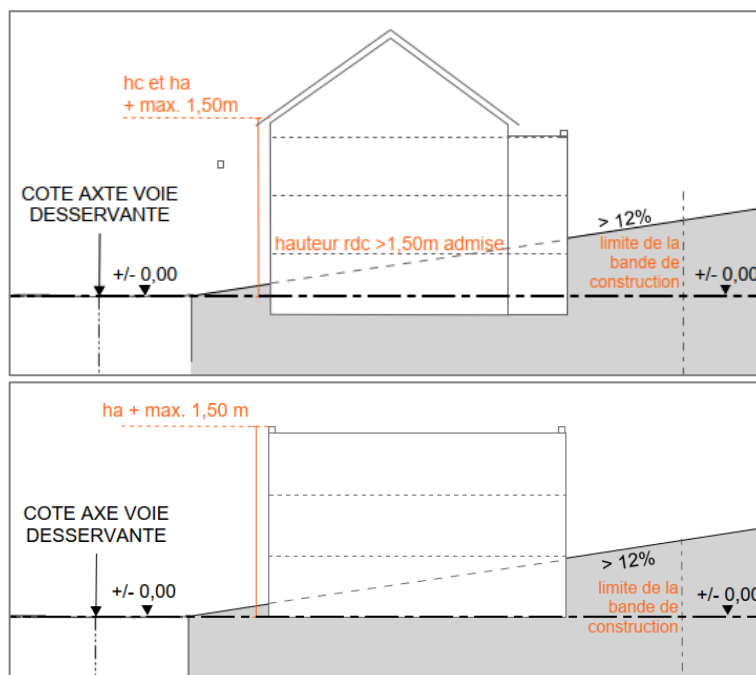 hc et ha
+ max. 1,50m
COTE AXTE VOIE
DESSERVANTE
+/- 0,00
hauteur rdc >1,50m admise
> 12%
limite de la
bande de
construction
+/- 0,00
ha + max. 1,50 m
COTE AXE VOIE
DESSERVANTE
+/- 0,00
> 12%
limite de la
bande de
construction
+/- 0,00